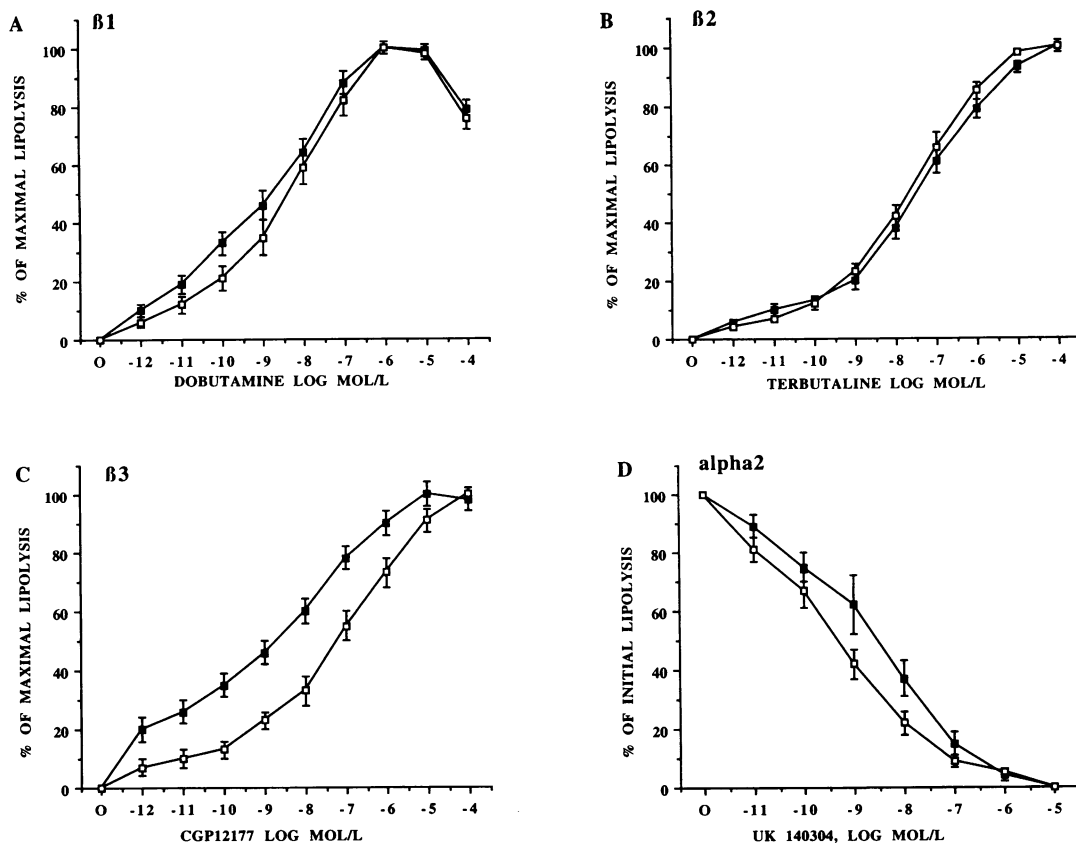 A
ß1
% OF MAXIMAL LIPOLYSIS
100
80
60
40
20
0
O -12 -11 -10 -9 -8 -7 -6 -5 -4
DOBUTAMINE LOG MOL/L
B
ß2
% OF MAXIMAL LIPOLYSIS
100
80
60
40
20
0
O -12 -11 -10 -9 -8 -7 -6 -5 -4
TERBUTALINE LOG MOL/L
C
ß3
% OF MAXIMAL LIPOLYSIS
100
80
60
40
20
0
O -12 -11 -10 -9 -8 -7 -6 -5 -4
CGP12177 LOG MOL/L
D
alpha2
% OF INITIAL LIPOLYSIS
100
80
60
40
20
0
O -11 -10 -9 -8 -7 -6 -5
UK 140304, LOG MOL/L